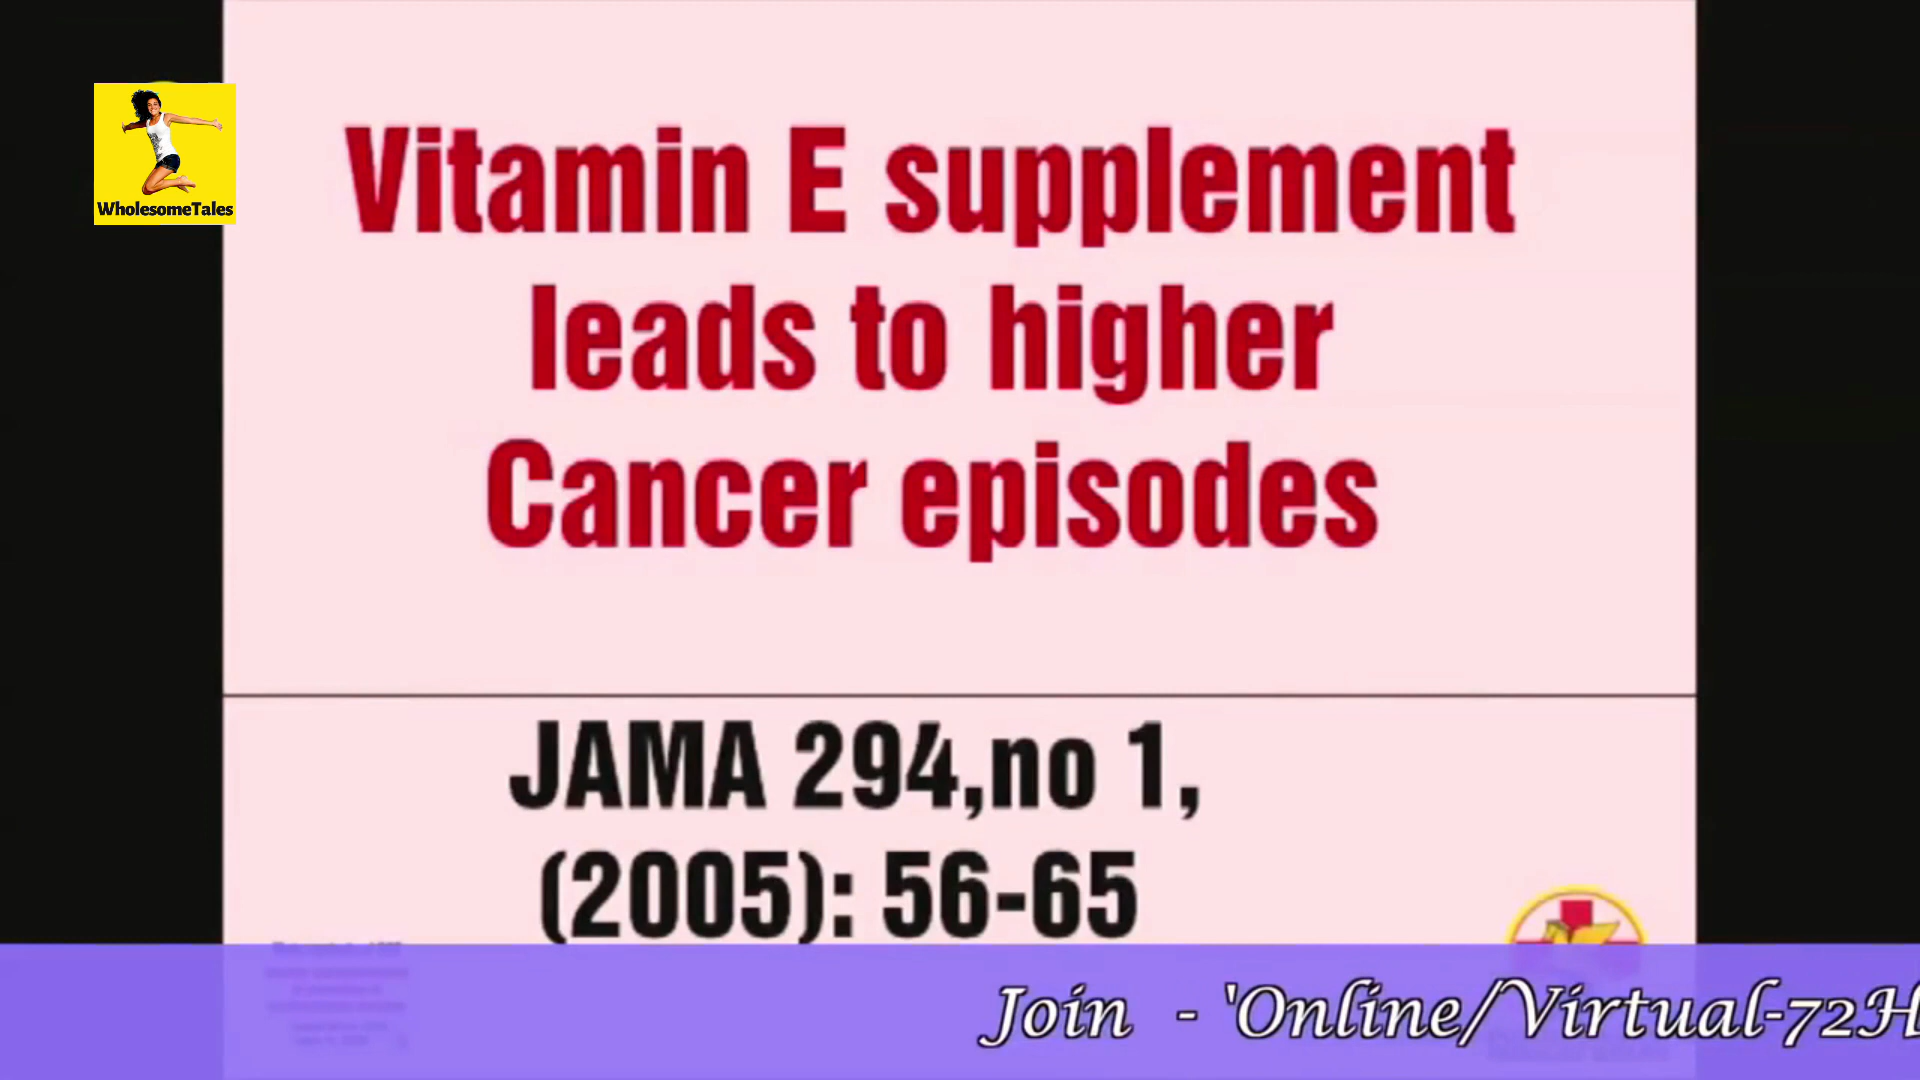 WholesomeTales
Vitamin E supplement
leads to higher
Cancer episodes
JAMA 294,no 1,
(2005): 56-65
Join - 'Online/Virtual-72H